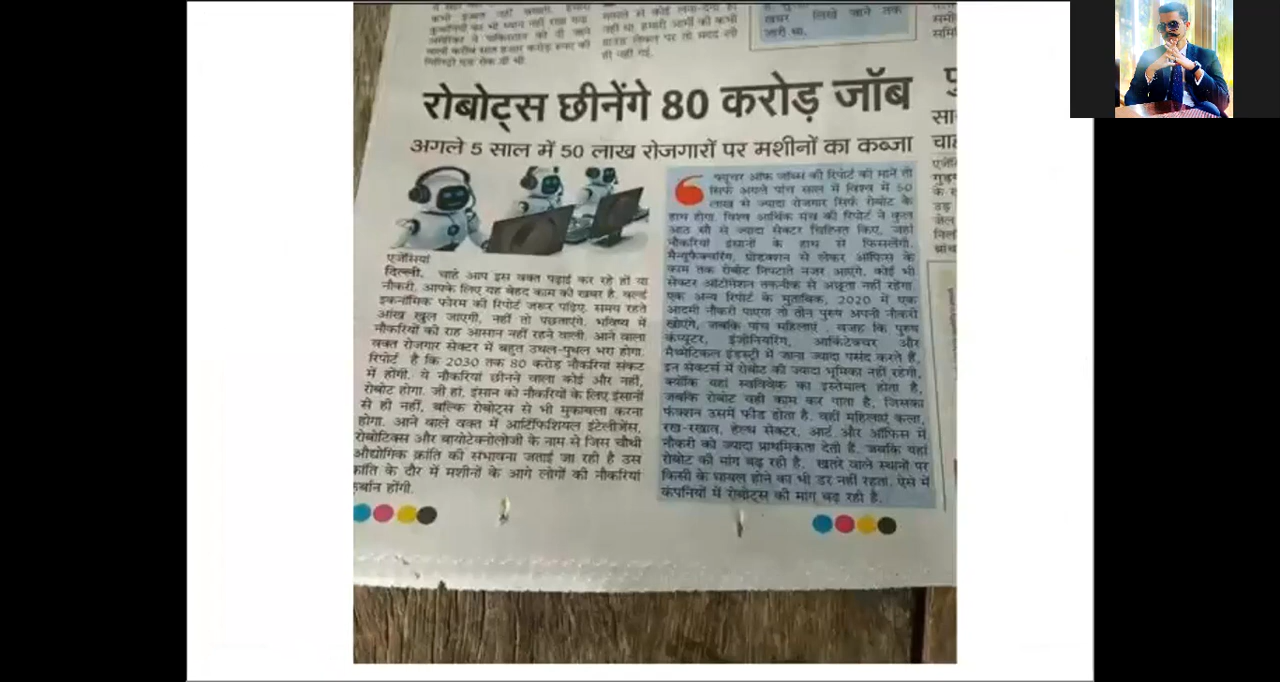 जारी था.
ही नहीं गई.
रोबोट्स छीनेंगे 80 करोड़ जॉब
अगले 5 साल में 50 लाख रोजगारों पर मशीनों का कब्जा
एजेंसियां
दिल्ली. चाहे आप इस वक्त पढ़ाई कर रहे हों या
नौकरी. आपके लिए यह बेहद काम की खबर है. वर्ल्ड
इकनॉमिक फोरम की रिपोर्ट जरूर पढ़िए. समय रहते
आंख खुल जाएगी, नहीं तो पछताएंगे. भविष्य में
नौकरियों की राह आसान नहीं रहने वाली. आने वाला
वक्त रोजगार सेक्टर में बहुत उथल-पुथल भरा होगा.
रिपोर्ट है कि 2030 तक 80 करोड़ नौकरियां संकट
में होंगी. ये नौकरियां छीनने वाला कोई और नहीं,
रोबोट होगा. जी हां, इंसान को नौकरियों के लिए इंसानों
से ही नहीं, बल्कि रोबोट्स से भी मुकाबला करना
होगा. आने वाले वक्त में आर्टिफिशियल इंटेलीजेंस,
रोबोटिक्स और बायोटेक्नोलोजी के नाम से जिस चौथी
औद्योगिक क्रांति की संभावना जताई जा रही है उस
क्रांति के दौर में मशीनों के आगे लोगों की नौकरियां
कुर्बान होंगी.
फ्यूचर ऑफ जॉब्स की रिपोर्ट की मानें तो
सिर्फ अगले पांच साल में विश्व में 50
लाख से ज्यादा रोजगार सिर्फ रोबोट के
हाथ होगा. विश्व आर्थिक मंच की रिपोर्ट ने कुल
आठ सौ से ज्यादा सेक्टर चिन्हित किए, जहां
नौकरियां इंसानों के हाथ से फिसलेंगी.
मैन्यूफैक्चरिंग, प्रोडक्शन से लेकर ऑफिस के
काम तक रोबोट निपटाते नजर आएंगे. कोई भी
सेक्टर ऑटोमेशन तकनीक से अछूता नहीं रहेगा.
एक अन्य रिपोर्ट के मुताबिक, 2020 में एक
आदमी नौकरी पाएगा तो तीन पुरुष अपनी नौकरी
खोएंगे, जबकि पांच महिलाएं . वजह कि पुरुष
कंप्यूटर, इंजीनियरिंग, आर्किटेक्चर और
मैथ्मेटिकल इंडस्ट्री में जाना ज्यादा पसंद करते हैं,
इन सेक्टर्स में रोबोट की ज्यादा भूमिका नहीं रहेगी,
क्योंकि यहां स्वविवेक का इस्तेमाल होता है,
जबकि रोबोट वही काम कर पाता है, जिसका
फंक्शन उसमें फीड होता है. वहीं महिलाएं कला,
रख-रखाव, हेल्थ सेक्टर, आर्ट और ऑफिस में
नौकरी को ज्यादा प्राथमिकता देती हैं. जबकि यहां
रोबोट की मांग बढ़ रही है. खतरे वाले स्थानों पर
किसी के घायल होने का भी डर नहीं रहता. ऐसे में
कंपनियों में रोबोट्स की मांग बढ़ रही है.